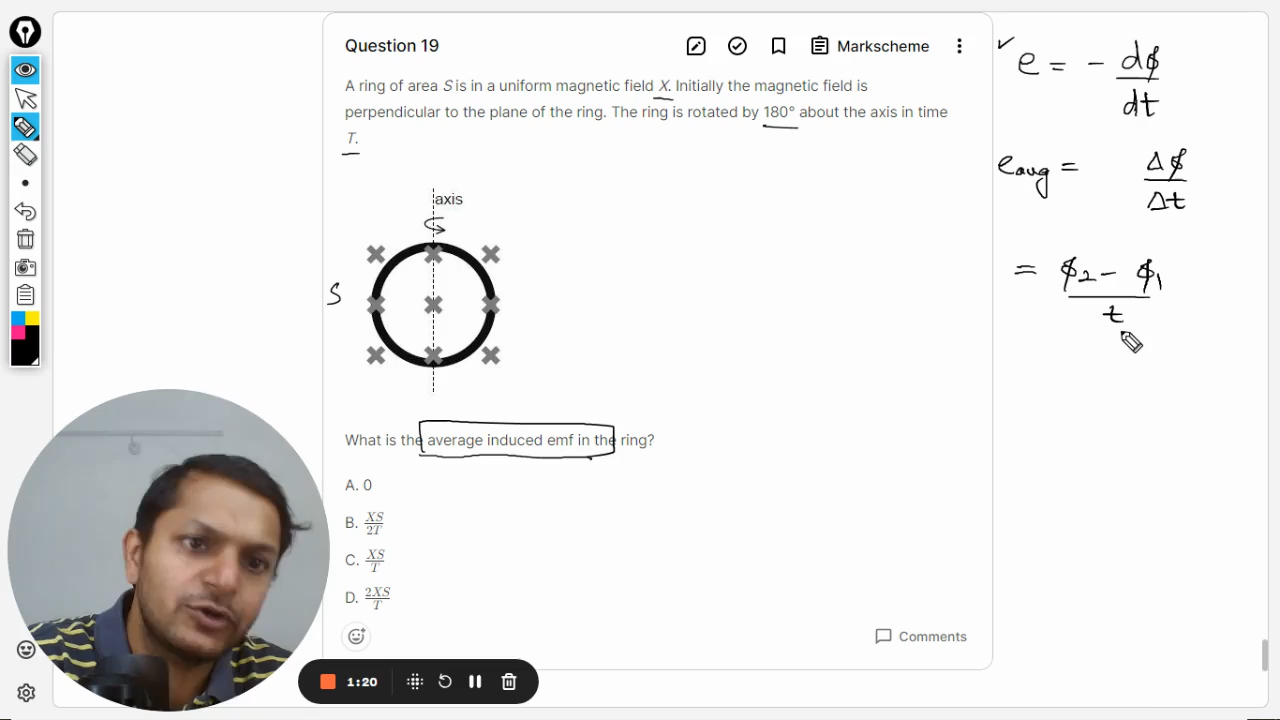 Question 19
Markscheme
A ring of area S is in a uniform magnetic field X. Initially the magnetic field is
perpendicular to the plane of the ring. The ring is rotated by 180° about the axis in time
T.
axis
S
What is the average induced emf in the ring?
A. 0
B. XS/2T
C. XS/T
D. 2XS/T
Comments
1:20
✓ e = - dϕ/dt
e avg = Δϕ/Δt
= ϕ2 - ϕ1 / t